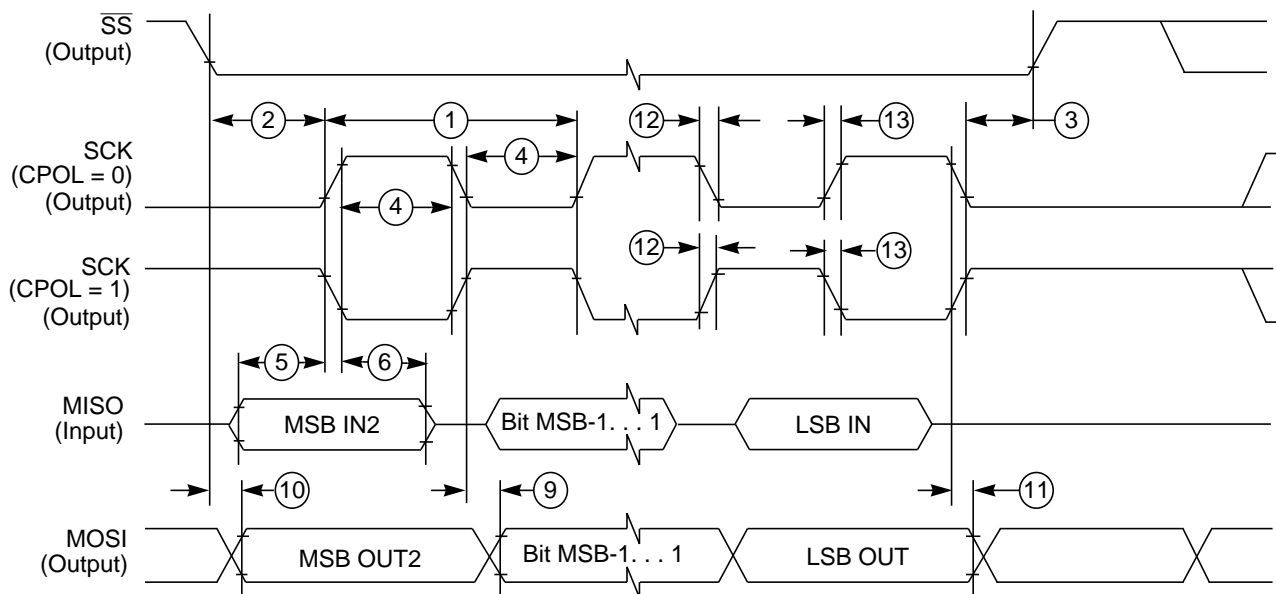 SS
(Output)
2
1
12
13
3
SCK
(CPOL = 0)
(Output)
4
4
12
13
SCK
(CPOL = 1)
(Output)
5
6
MISO
(Input)
MSB IN2
Bit MSB-1. . . 1
LSB IN
10
9
11
MOSI
(Output)
MSB OUT2
Bit MSB-1. . . 1
LSB OUT